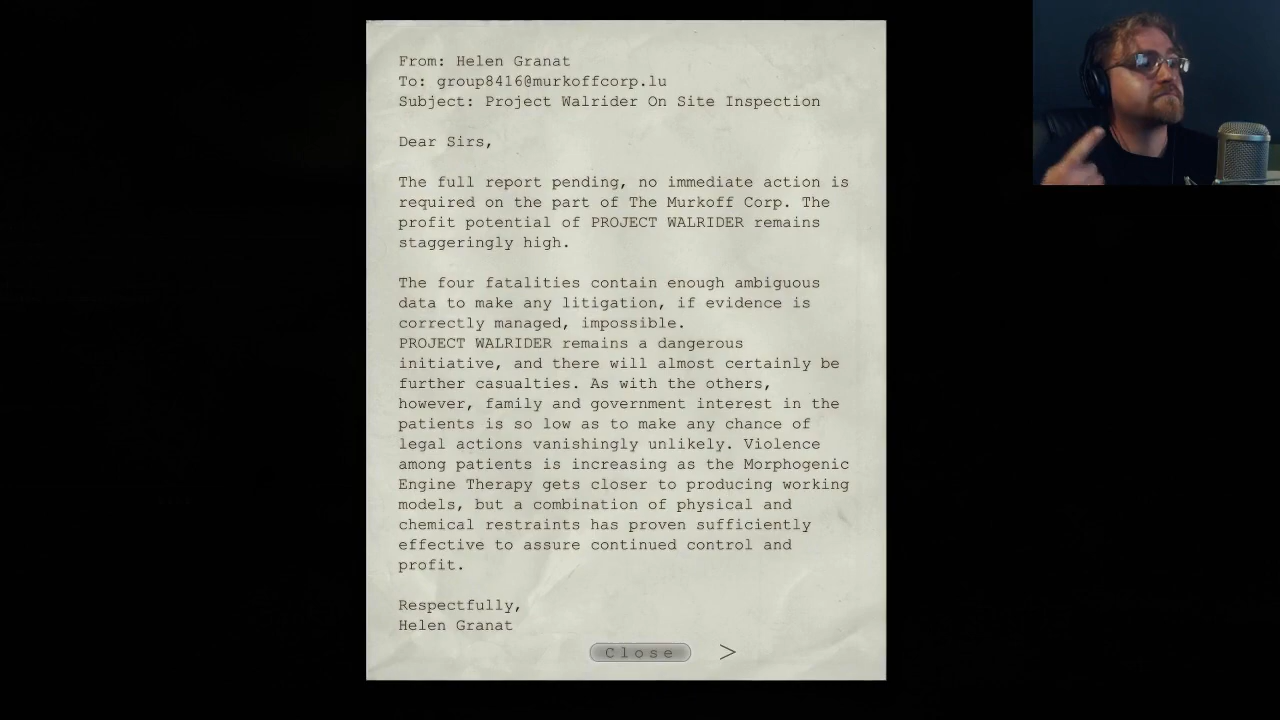 From: Helen Granat
To: group8416@murkoffcorp.lu
Subject: Project Walrider On Site Inspection
Dear Sirs,
The full report pending, no immediate action is
required on the part of The Murkoff Corp. The
profit potential of PROJECT WALRIDER remains
staggeringly high.
The four fatalities contain enough ambiguous
data to make any litigation, if evidence is
correctly managed, impossible.
PROJECT WALRIDER remains a dangerous
initiative, and there will almost certainly be
further casualties. As with the others,
however, family and government interest in the
patients is so low as to make any chance of
legal actions vanishingly unlikely. Violence
among patients is increasing as the Morphogenic
Engine Therapy gets closer to producing working
models, but a combination of physical and
chemical restraints has proven sufficiently
effective to assure continued control and
profit.
Respectfully,
Helen Granat
Close >